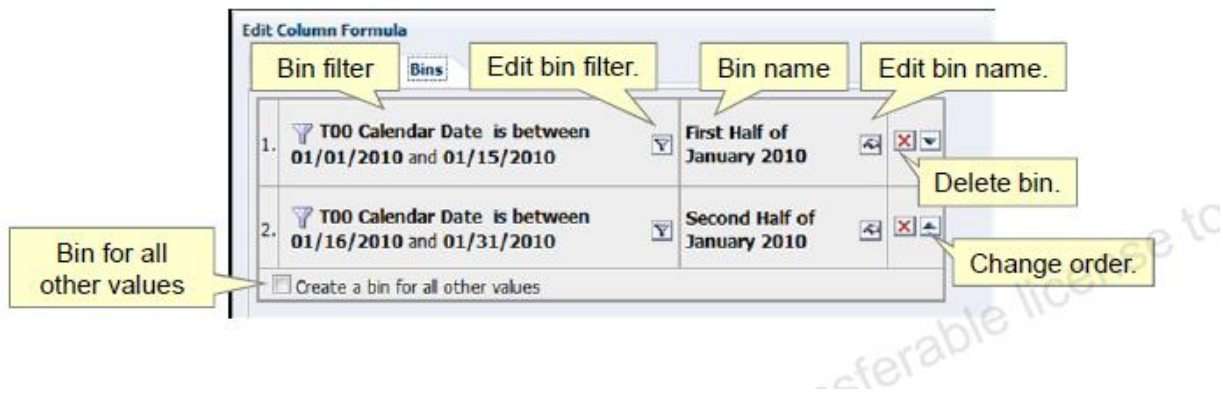 Edit Column Formula
Bin filter
Bins
Edit bin filter.
Bin name
Edit bin name.
1.
T00 Calendar Date is between
01/01/2010 and 01/15/2010
First Half of
January 2010
Delete bin.
2.
T00 Calendar Date is between
01/16/2010 and 01/31/2010
Second Half of
January 2010
Change order.
Bin for all
other values
Create a bin for all other values
license to